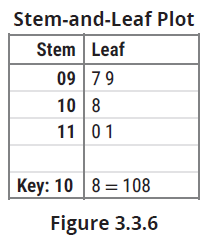 Stem-and-Leaf Plot
Stem Leaf
09 7 9
10 8
11 0 1
Key: 10 8 = 108
Figure 3.3.6